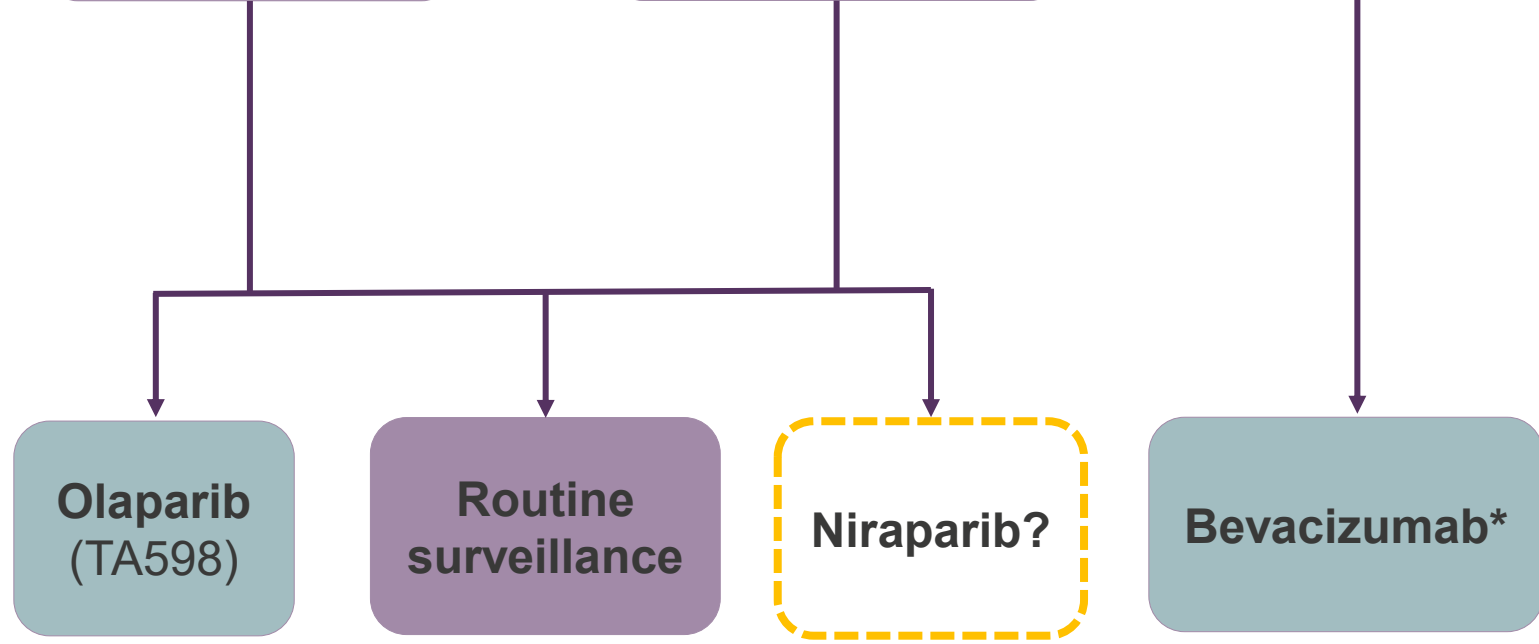 Olaparib
(TA598)
Routine
surveillance
Niraparib?
Bevacizumab*